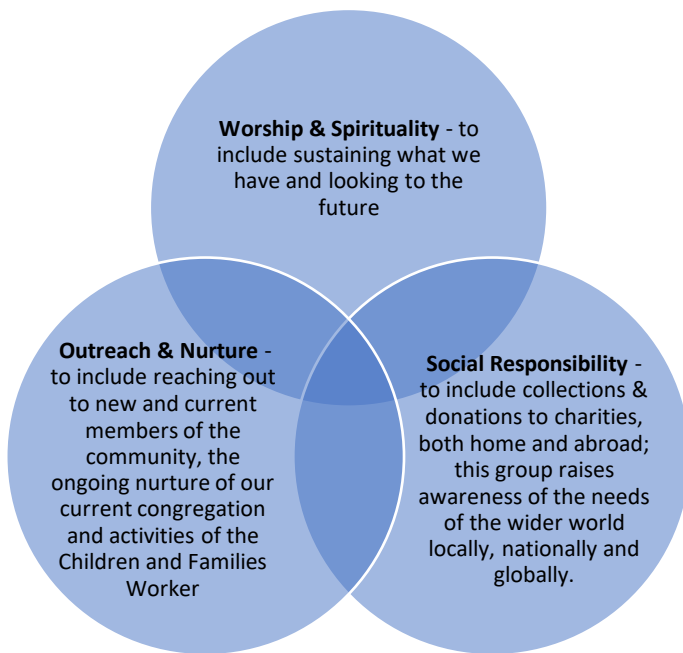 Worship & Spirituality - to
include sustaining what we
have and looking to the
future
Outreach & Nurture -
to include reaching out
to new and current
members of the
community, the
ongoing nurture of our
current congregation
and activities of the
Children and Families
Worker
Social Responsibility -
to include collections &
donations to charities,
both home and abroad;
this group raises
awareness of the needs
of the wider world
locally, nationally and
globally.